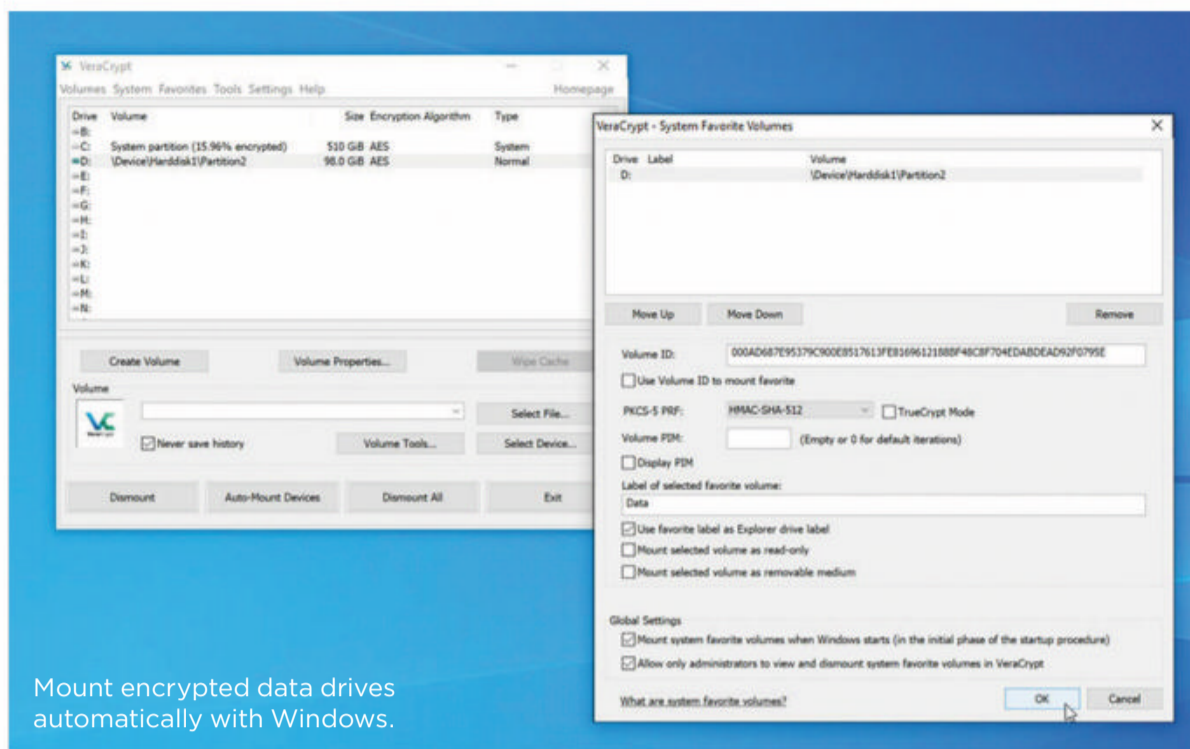 VeraCrypt
Volumes System Favorites Tools Settings Help Homepage
Drive Volume Size Encryption Algorithm Type
B:
C: System partition (15.96% encrypted) 510 GiB AES System
D: \Device\Harddisk1\Partition2 98.0 GiB AES Normal
E:
F:
G:
H:
I:
J:
K:
L:
M:
N:
Create Volume Volume Properties... Wipe Cache
Volume
Never save history
Select File...
Volume Tools... Select Device...
Dismount Auto-Mount Devices Dismount All Exit
VeraCrypt - System Favorite Volumes
Drive Label Volume
D: \Device\Harddisk1\Partition2
Move Up Move Down Remove
Volume ID:
Use Volume ID to mount favorite
PKCS-5 PRF: HMAC-SHA-512 TrueCrypt Mode
Volume PIM: (Empty or 0 for default iterations)
Display PIM
Label of selected favorite volume:
Data
Use favorite label as Explorer drive label
Mount selected volume as read-only
Mount selected volume as removable medium
Global Settings
Mount system favorite volumes when Windows starts (in the initial phase of the startup procedure)
Allow only administrators to view and dismount system favorite volumes in VeraCrypt
What are system favorite volumes? OK Cancel
Mount encrypted data drives
automatically with Windows.